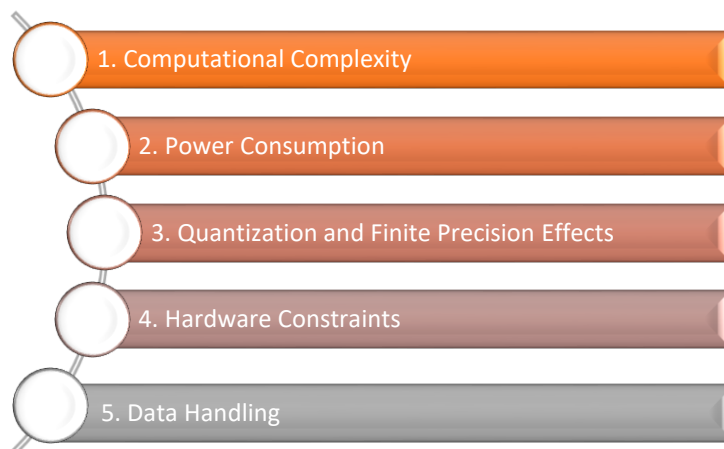 1. Computational Complexity
2. Power Consumption
3. Quantization and Finite Precision Effects
4. Hardware Constraints
5. Data Handling